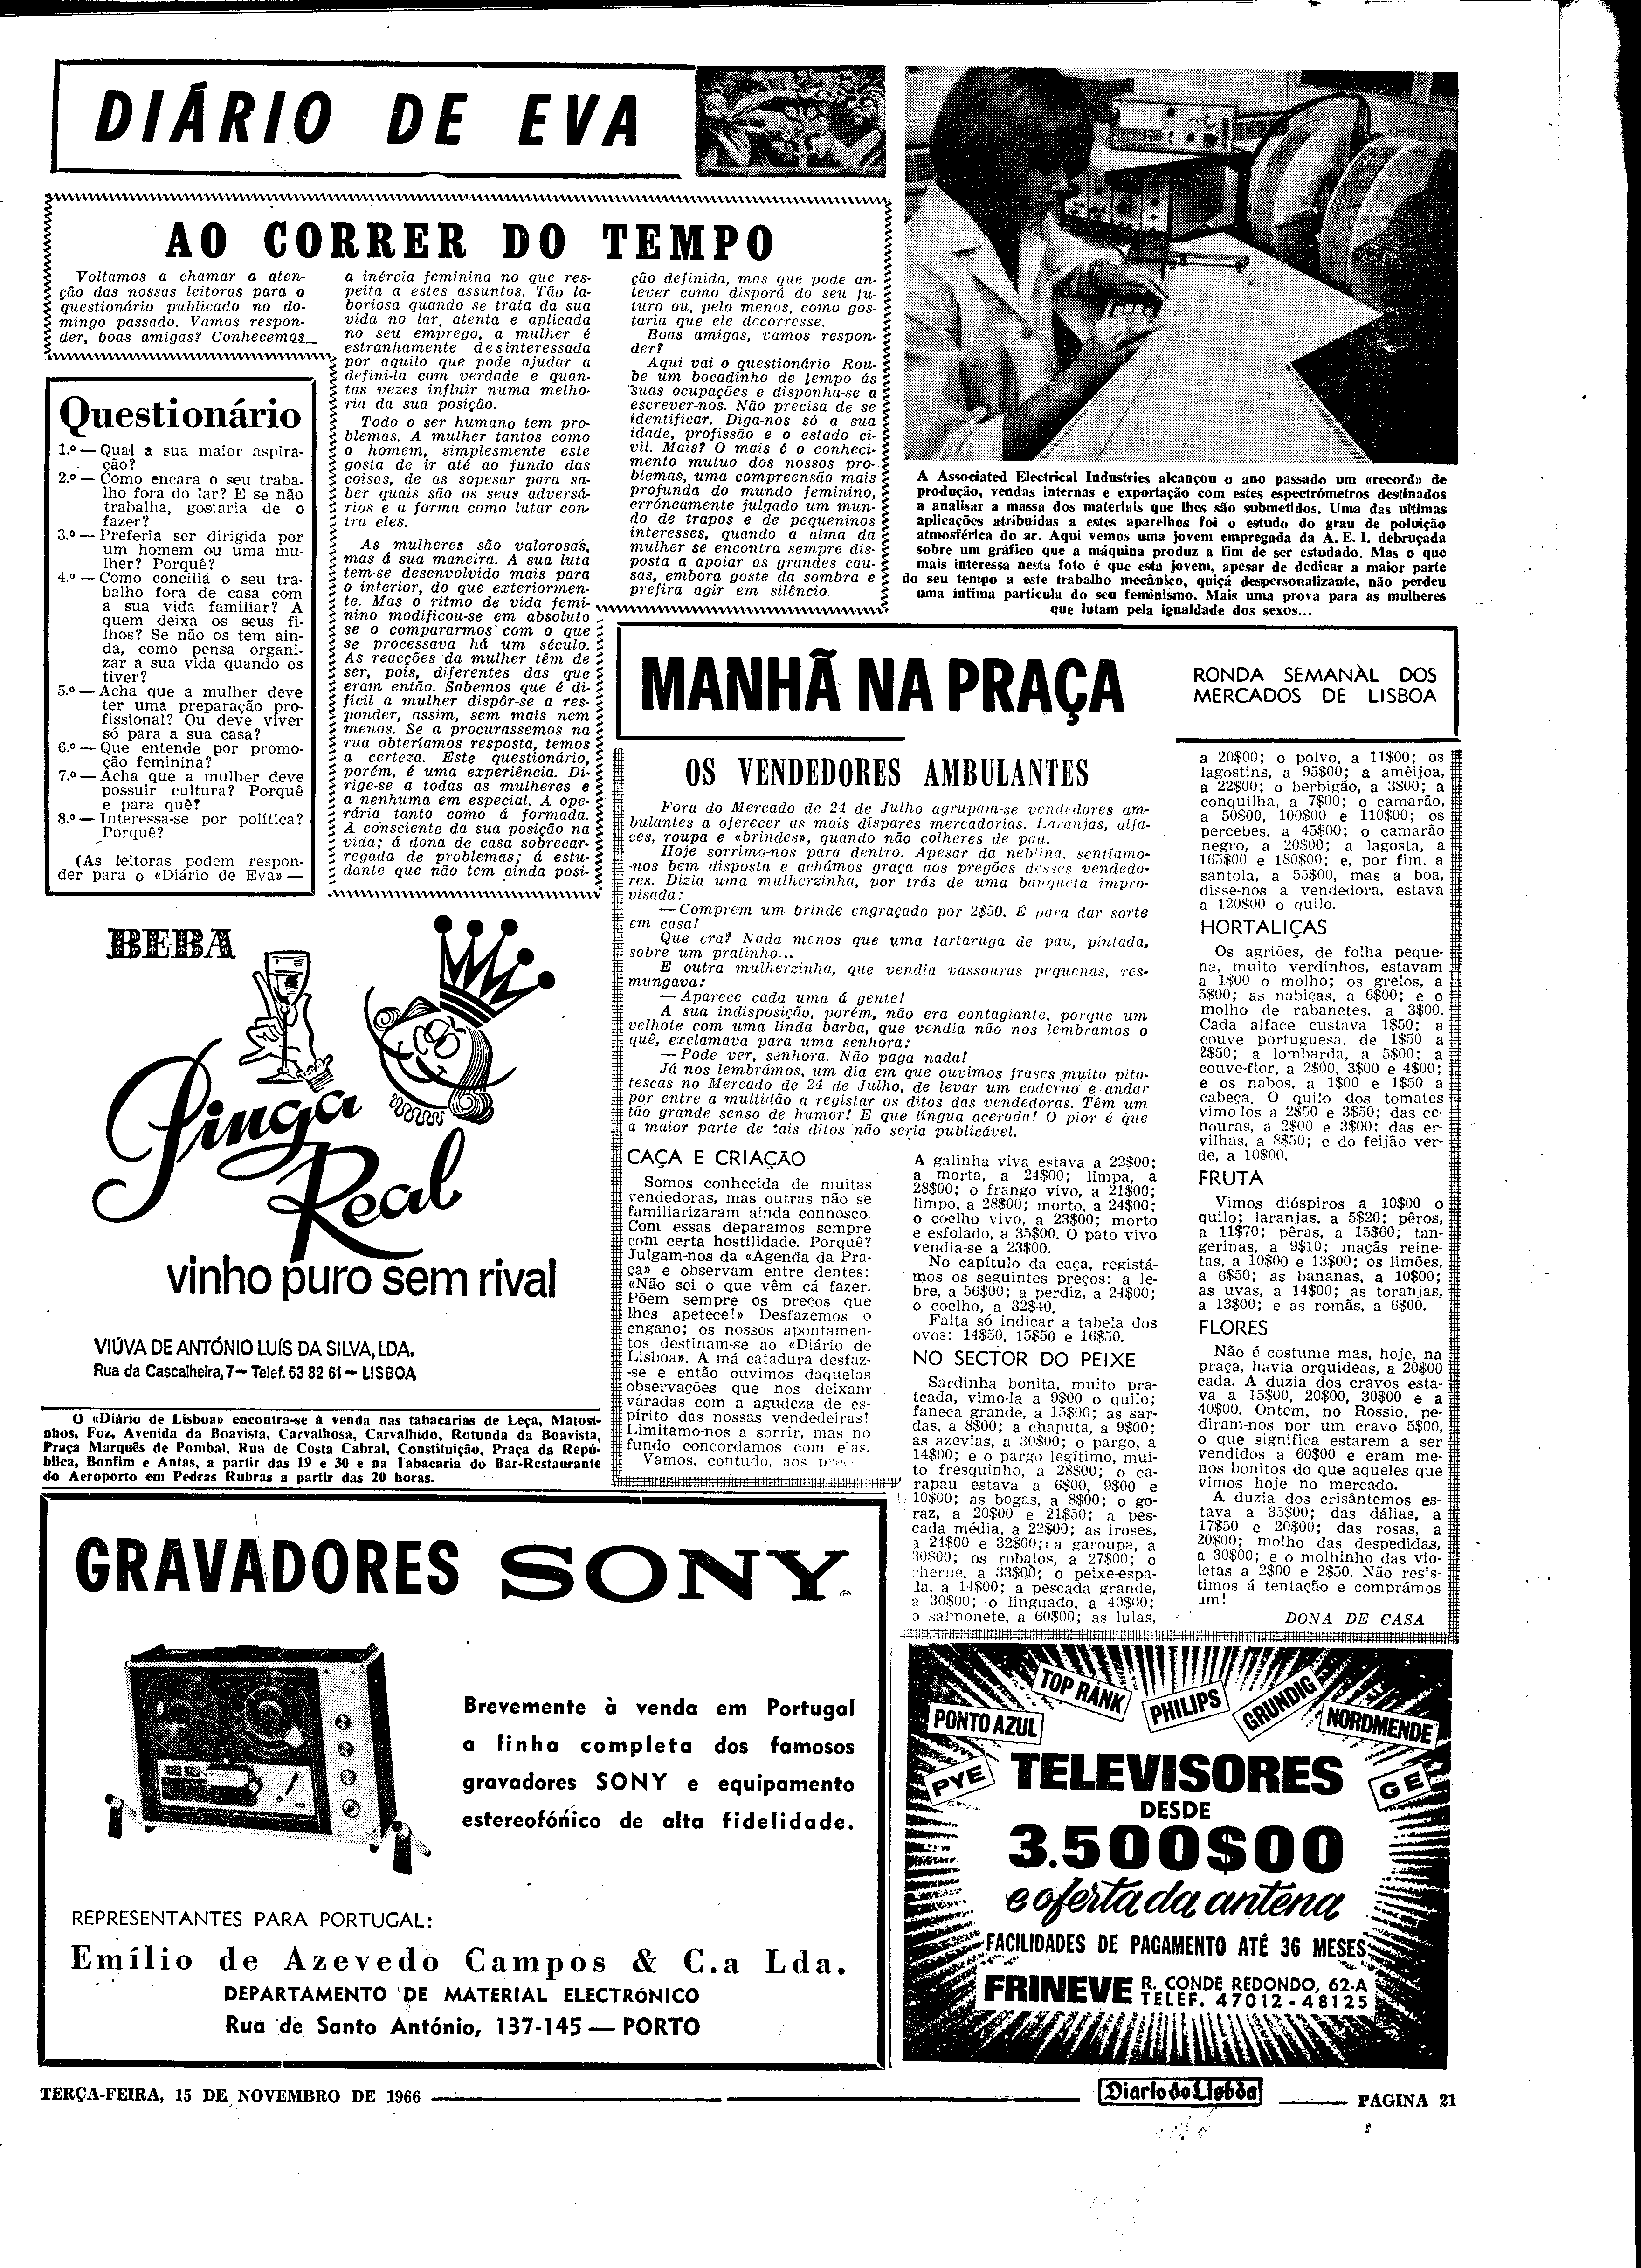 DIÁRIO DE EVA
AO CORRER DO TEMPO
Voltamos a chamar a aten-
ção das nossas leitoras para o
questionário publicado no do-
mingo passado. Vamos respon-
der, boas amigas? Conhecemos
a inércia feminina no que res-
peita a estes assuntos. Tão la-
boriosa quando se trata da sua
vida no lar, atenta e aplicada
no seu emprego, a mulher é
estranhamente desinteressada
por aquilo que pode ajudar a
defini-la com verdade e quan-
tas vezes influir numa melho-
ria da sua posição.
Todo o ser humano tem pro-
blemas. A mulher tantos como
o homem, simplesmente este
gosta de ir até ao fundo das
coisas, de as sopesar para sa-
ber quais são os seus adversá-
rios e a forma como lutar con-
tra eles.
As mulheres são valorosas,
mas á sua maneira. A sua luta
tem-se desenvolvido mais para
o interior, do que exteriormen-
te. Mas o ritmo de vida femi-
nino modificou-se em absoluto
se o compararmos com o que
se processava há um século.
As reacções da mulher têm de
ser, pois, diferentes das que
eram então. Sabemos que é di-
fícil a mulher dispôr-se a res-
ponder, assim, sem mais nem
menos. Se a procurassemos na
rua obteríamos resposta, temos
a certeza. Este questionário,
porém, é uma experiência. Di-
rige-se a todas as mulheres e
a nenhuma em especial. À ope-
rária tanto como á formada.
À consciente da sua posição na
vida; á dona de casa sobrecar-
regada de problemas; á estu-
dante que não tem ainda posi-
ção definida, mas que pode an-
tever como disporá do seu fu-
turo ou, pelo menos, como gos-
taria que ele decorresse.
Boas amigas, vamos respon-
der?
Aqui vai o questionário Rou-
be um bocadinho de tempo ás
suas ocupações e disponha-se a
escrever-nos. Não precisa de se
identificar. Diga-nos só a sua
idade, profissão e o estado ci-
vil. Mais? O mais é o conheci-
mento mutuo dos nossos pro-
blemas, uma compreensão mais
profunda do mundo feminino,
erróneamente julgado um mun-
do de trapos e de pequeninos
interesses, quando a alma da
mulher se encontra sempre dis-
posta a apoiar as grandes cau-
sas, embora goste da sombra e
prefira agir em silêncio.
Questionário
1.º — Qual a sua maior aspira-
ção?
2.º — Como encara o seu traba-
lho fora do lar? E se não
trabalha, gostaria de o
fazer?
3.º — Preferia ser dirigida por
um homem ou uma mu-
lher? Porquê?
4.º — Como concilia o seu tra-
balho fora de casa com
a sua vida familiar? A
quem deixa os seus fi-
lhos? Se não os tem ain-
da, como pensa organi-
zar a sua vida quando os
tiver?
5.º — Acha que a mulher deve
ter uma preparação pro-
fissional? Ou deve viver
só para a sua casa?
6.º — Que entende por promo-
ção feminina?
7.º — Acha que a mulher deve
possuir cultura? Porquê
e para quê?
8.º — Interessa-se por política?
Porquê?
(As leitoras podem respon-
der para o «Diário de Eva» —
A Associated Electrical Industries alcançou o ano passado um «record» de
produção, vendas internas e exportação com estes espectrómetros destinados
a analisar a massa dos materiais que lhes são submetidos. Uma das ultimas
aplicações atribuídas a estes aparelhos foi o estudo do grau de poluição
atmosférica do ar. Aqui vemos uma jovem empregada da A. E. I. debruçada
sobre um gráfico que a máquina produz a fim de ser estudado. Mas o que
mais interessa nesta foto é que esta jovem, apesar de dedicar a maior parte
do seu tempo a este trabalho mecânico, quiçá despersonalizante, não perdeu
uma ínfima partícula do seu feminismo. Mais uma prova para as mulheres
que lutam pela igualdade dos sexos...
MANHÃ NA PRAÇA
RONDA SEMANAL DOS
MERCADOS DE LISBOA
OS VENDEDORES AMBULANTES
Fora do Mercado de 24 de Julho agrupam-se vendedores am-
bulantes a oferecer as mais díspares mercadorias. Laranjas, alfa-
ces, roupa e «brindes», quando não colheres de pau.
Hoje sorrimo-nos para dentro. Apesar da neblina, sentíamo-
-nos bem disposta e achámos graça aos pregões desses vendedo-
res. Dizia uma mulherzinha, por trás de uma banqueta impro-
visada:
— Comprem um brinde engraçado por 2$50. É para dar sorte
em casa!
Que era? Nada menos que uma tartaruga de pau, pintada,
sobre um pratinho...
E outra mulherzinha, que vendia vassouras pequenas, res-
mungava:
— Aparece cada uma á gente!
A sua indisposição, porém, não era contagiante, porque um
velhote com uma linda barba, que vendia não nos lembramos o
quê, exclamava para uma senhora:
— Pode ver, senhora. Não paga nada!
Já nos lembrámos, um dia em que ouvimos frases muito pito-
tescas no Mercado de 24 de Julho, de levar um caderno e andar
por entre a multidão a registar os ditos das vendedoras. Têm um
tão grande senso de humor! E que língua acerada! O pior é que
a maior parte de tais ditos não seria publicável.
CAÇA E CRIAÇÃO
Somos conhecida de muitas
vendedoras, mas outras não se
familiarizaram ainda connosco.
Com essas deparamos sempre
com certa hostilidade. Porquê?
Julgam-nos da «Agenda da Pra-
ça» e observam entre dentes:
«Não sei o que vêm cá fazer.
Põem sempre os preços que
lhes apetece!» Desfazemos o
engano; os nossos apontamen-
tos destinam-se ao «Diário de
Lisboa». A má catadura desfaz-
-se e então ouvimos daquelas
observações que nos deixam
varadas com a agudeza de es-
pírito das nossas vendedeiras!
Limitamo-nos a sorrir, mas no
fundo concordamos com elas.
Vamos, contudo, aos
A galinha viva estava a 22$00;
a morta, a 24$00; limpa, a
28$00; o frango vivo, a 21$00;
limpo, a 28$00; morto, a 24$00;
o coelho vivo, a 23$00; morto
e esfolado, a 35$00. O pato vivo
vendia-se a 23$00.
No capítulo da caça, registá-
mos os seguintes preços: a le-
bre, a 56$00; a perdiz, a 24$00;
o coelho, a 32$40.
Falta só indicar a tabela dos
ovos: 14$50, 15$50 e 16$50.
NO SECTOR DO PEIXE
Sardinha bonita, muito pra-
teada, vimo-la a 9$00 o quilo;
faneca grande, a 15$00; as sar-
das, a 8$00; a chaputa, a 9$00;
as azevias, a 30$00; o pargo, a
14$00; e o pargo legítimo, mui-
to fresquinho, a 28$00; o ca-
rapau estava a 6$00, 9$00 e
10$00; as bogas, a 8$00; o go-
raz, a 20$00 e 21$50; a pes-
cada média, a 22$00; as iroses,
a 24$00 e 32$00; a garoupa, a
30$00; os robalos, a 27$00; o
cherne, a 33$00; o peixe-espa-
da, a 14$00; a pescada grande,
a 30$00; o linguado, a 40$00;
o salmonete, a 60$00; as lulas,
a 20$00; o polvo, a 11$00; os
lagostins, a 95$00; a amêijoa,
a 22$00; o berbigão, a 3$00; a
conquilha, a 7$00; o camarão,
a 50$00, 100$00 e 110$00; os
percebes, a 45$00; o camarão
negro, a 20$00; a lagosta, a
165$00 e 180$00; e, por fim, a
santola, a 55$00, mas a boa,
disse-nos a vendedora, estava
a 120$00 o quilo.
HORTALIÇAS
Os agriões, de folha peque-
na, muito verdinhos, estavam
a 1$00 o molho; os grelos, a
5$00; as nabiças, a 6$00; e o
molho de rabanetes, a 3$00.
Cada alface custava 1$50; a
couve portuguesa, de 1$50 a
2$50; a lombarda, a 5$00; a
couve-flor, a 2$00, 3$00 e 4$00;
e os nabos, a 1$00 e 1$50 a
cabeça. O quilo dos tomates
vimo-los a 2$50 e 3$50; das ce-
nouras, a 2$00 e 3$00; das er-
vilhas, a 8$50; e do feijão ver-
de, a 10$00.
FRUTA
Vimos dióspiros a 10$00 o
quilo; laranjas, a 5$20; pêros,
a 11$70; pêras, a 15$60; tan-
gerinas, a 9$10; maçãs reine-
tas, a 10$00 e 13$00; os limões,
a 6$50; as bananas, a 10$00;
as uvas, a 14$00; as toranjas,
a 13$00; e as romãs, a 6$00.
FLORES
Não é costume mas, hoje, na
praça, havia orquídeas, a 20$00
cada. A duzia dos cravos esta-
va a 15$00, 20$00, 30$00 e a
40$00. Ontem, no Rossio, pe-
diram-nos por um cravo 5$00,
o que significa estarem a ser
vendidos a 60$00 e eram me-
nos bonitos do que aqueles que
vimos hoje no mercado.
A duzia dos crisântemos es-
tava a 35$00; das dálias, a
17$50 e 20$00; das rosas, a
20$00; molho das despedidas,
a 30$00; e o molhinho das vio-
letas a 2$00 e 2$50. Não resis-
timos á tentação e comprámos
um!
DONA DE CASA
BEBA
Pinga
Real
vinho puro sem rival
VIÚVA DE ANTÓNIO LUÍS DA SILVA, LDA.
Rua da Cascalheira, 7 — Telef. 63 82 61 — LISBOA
O «Diário de Lisboa» encontra-se à venda nas tabacarias de Leça, Matosi-
nhos, Foz, Avenida da Boavista, Carvalhosa, Carvalhido, Rotunda da Boavista,
Praça Marquês de Pombal, Rua de Costa Cabral, Constituição, Praça da Repú-
blica, Bonfim e Antas, a partir das 19 e 30 e na Tabacaria do Bar-Restaurante
do Aeroporto em Pedras Rubras a partir das 20 horas.
GRAVADORES SONY
Brevemente à venda em Portugal
a linha completa dos famosos
gravadores SONY e equipamento
estereofónico de alta fidelidade.
REPRESENTANTES PARA PORTUGAL:
Emílio de Azevedo Campos & C.a Lda.
DEPARTAMENTO DE MATERIAL ELECTRÓNICO
Rua de Santo António, 137-145 — PORTO
PYE
PONTO AZUL
TOP RANK
PHILIPS
GRUNDIG
NORDMENDE
GE
TELEVISORES
DESDE
3.500$00
e oferta da antena
FACILIDADES DE PAGAMENTO ATÉ 36 MESES
FRINEVE R. CONDE REDONDO, 62-A
TELEF. 47012 - 48125
TERÇA-FEIRA, 15 DE NOVEMBRO DE 1966
Diario de Lisboa
PÁGINA 21